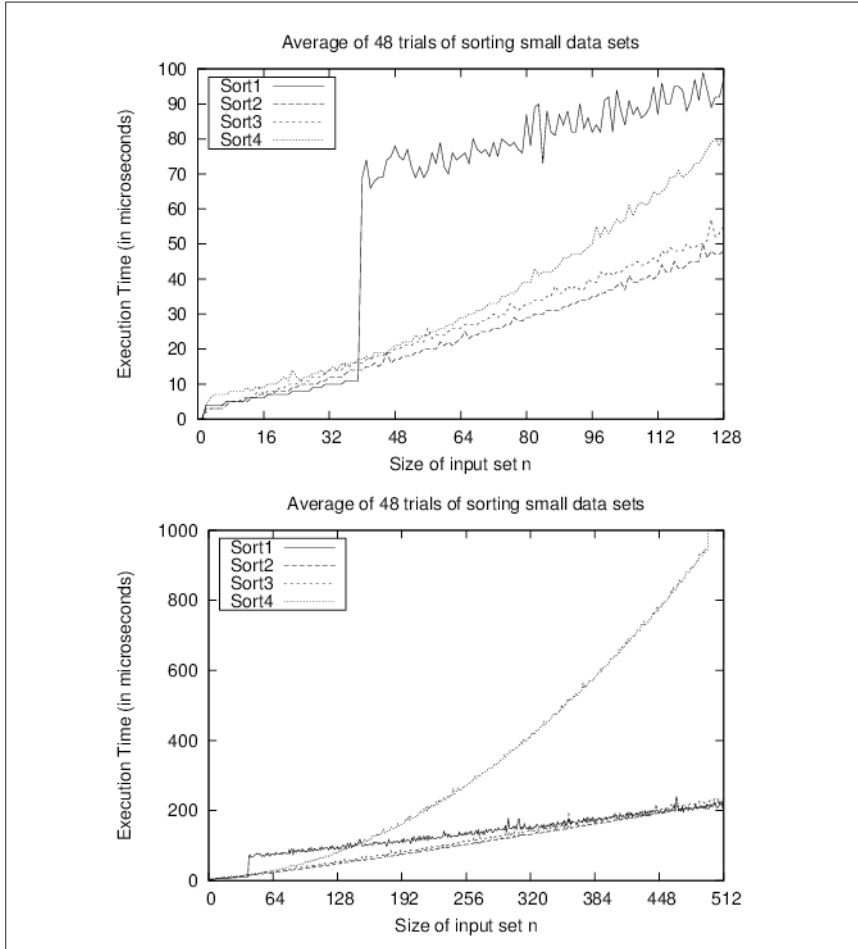 Average of 48 trials of sorting small data sets
100
90
80
70
60
50
40
30
20
10
0
Execution Time (in microseconds)
Sort1
Sort2
Sort3
Sort4
0 16 32 48 64 80 96 112 128
Size of input set n
Average of 48 trials of sorting small data sets
1000
800
600
400
200
0
Execution Time (in microseconds)
Sort1
Sort2
Sort3
Sort4
0 64 128 192 256 320 384 448 512
Size of input set n